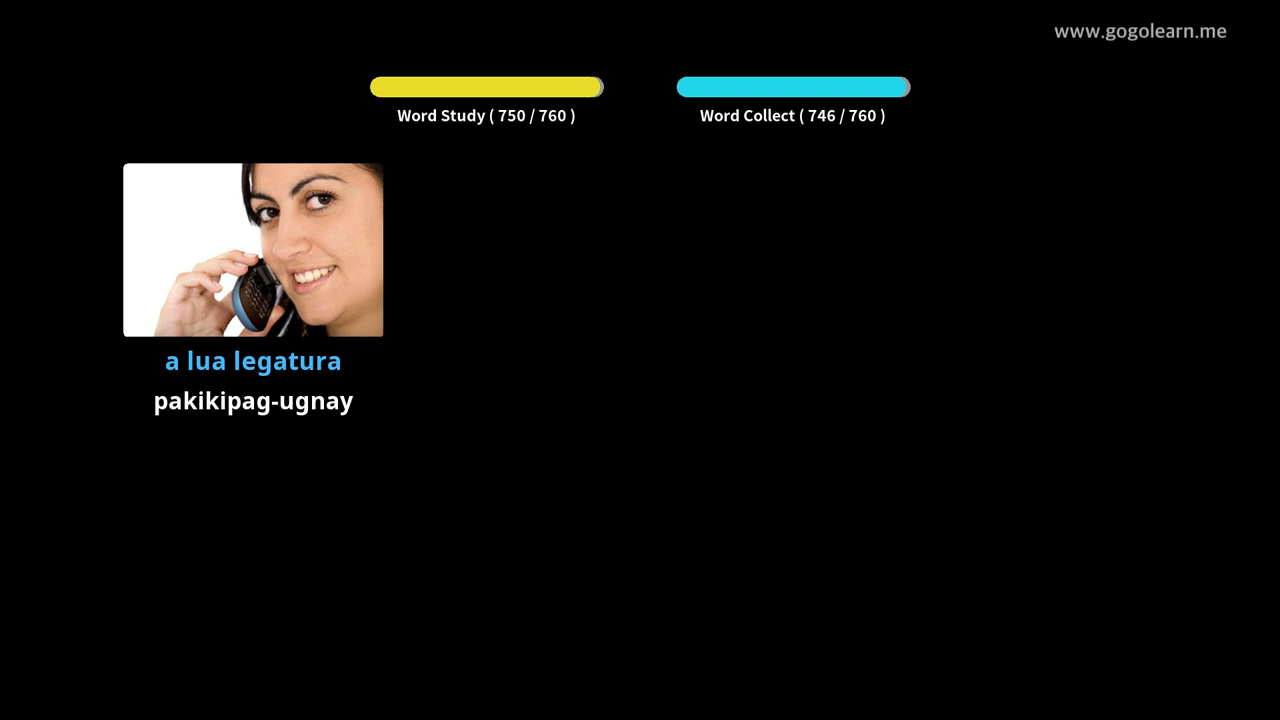 www.gogolearn.me
Word Study ( 750 / 760 )
Word Collect ( 746 / 760 )
a lua legatura
pakikipag-ugnay